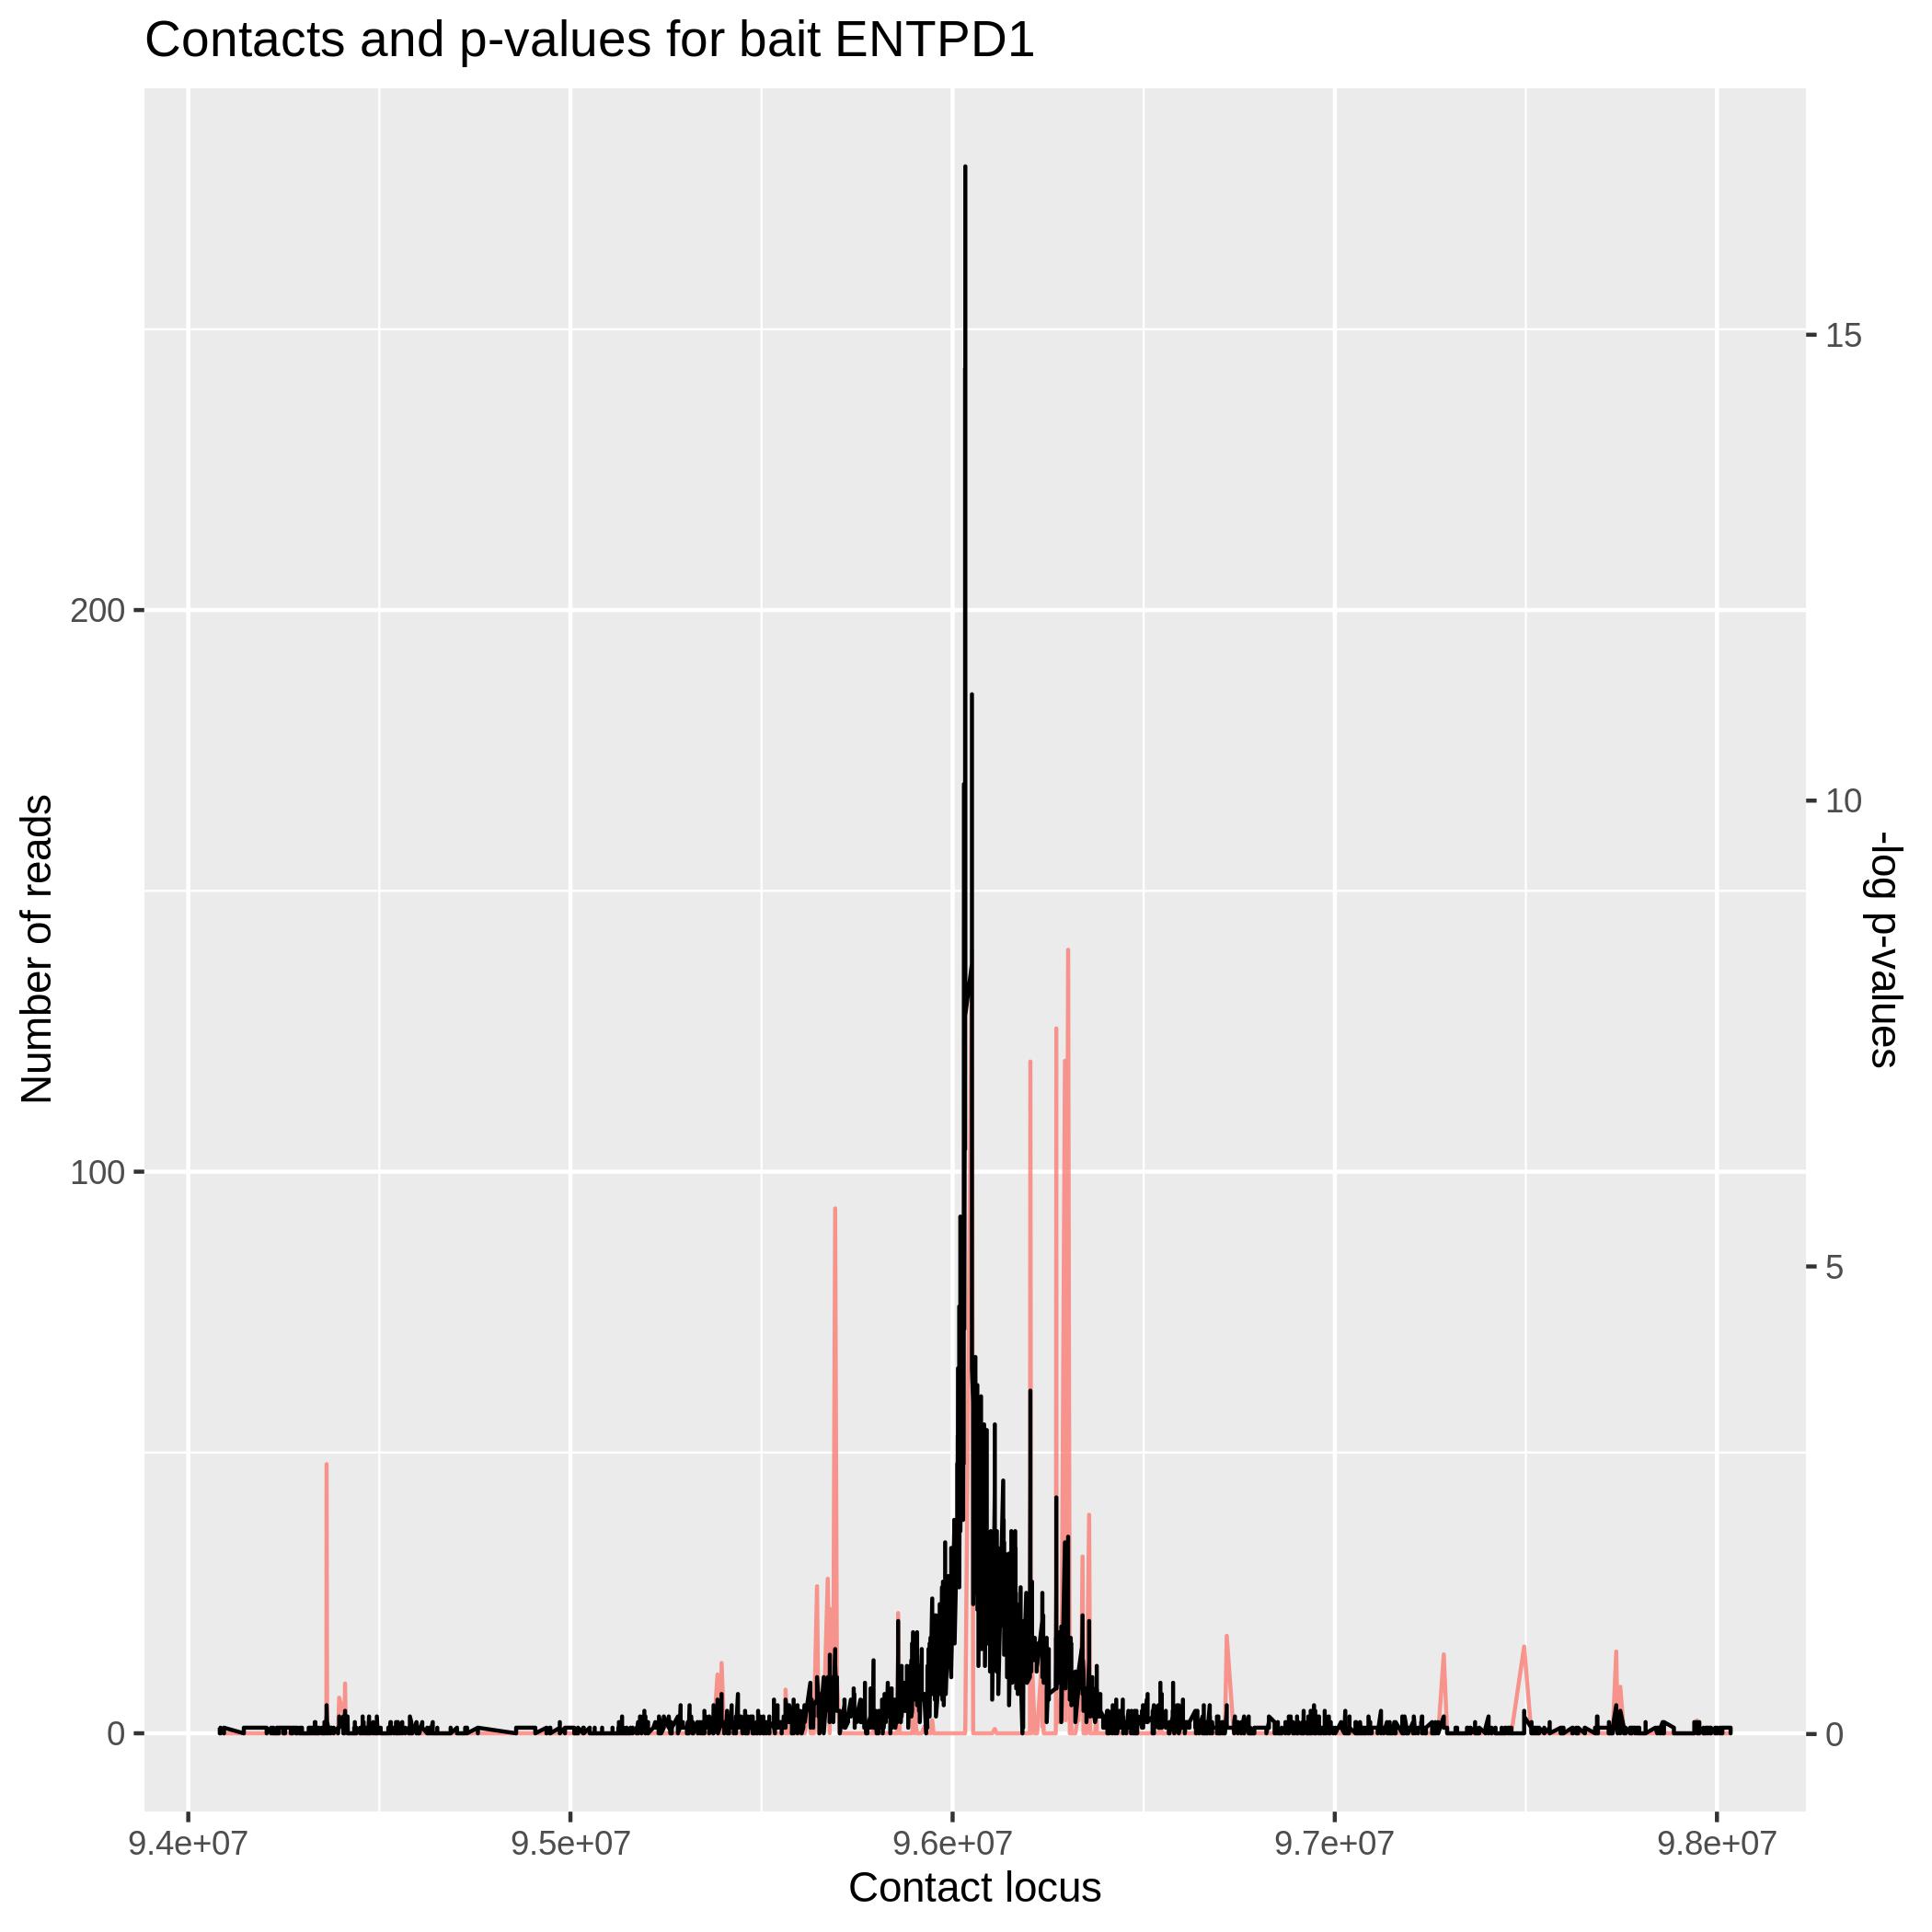 Contacts and p-values for bait ENTPD1
Number of reads
200
100
0
15
10
5
0
-log p-values
9.4e+07 9.5e+07 9.6e+07 9.7e+07 9.8e+07
Contact locus